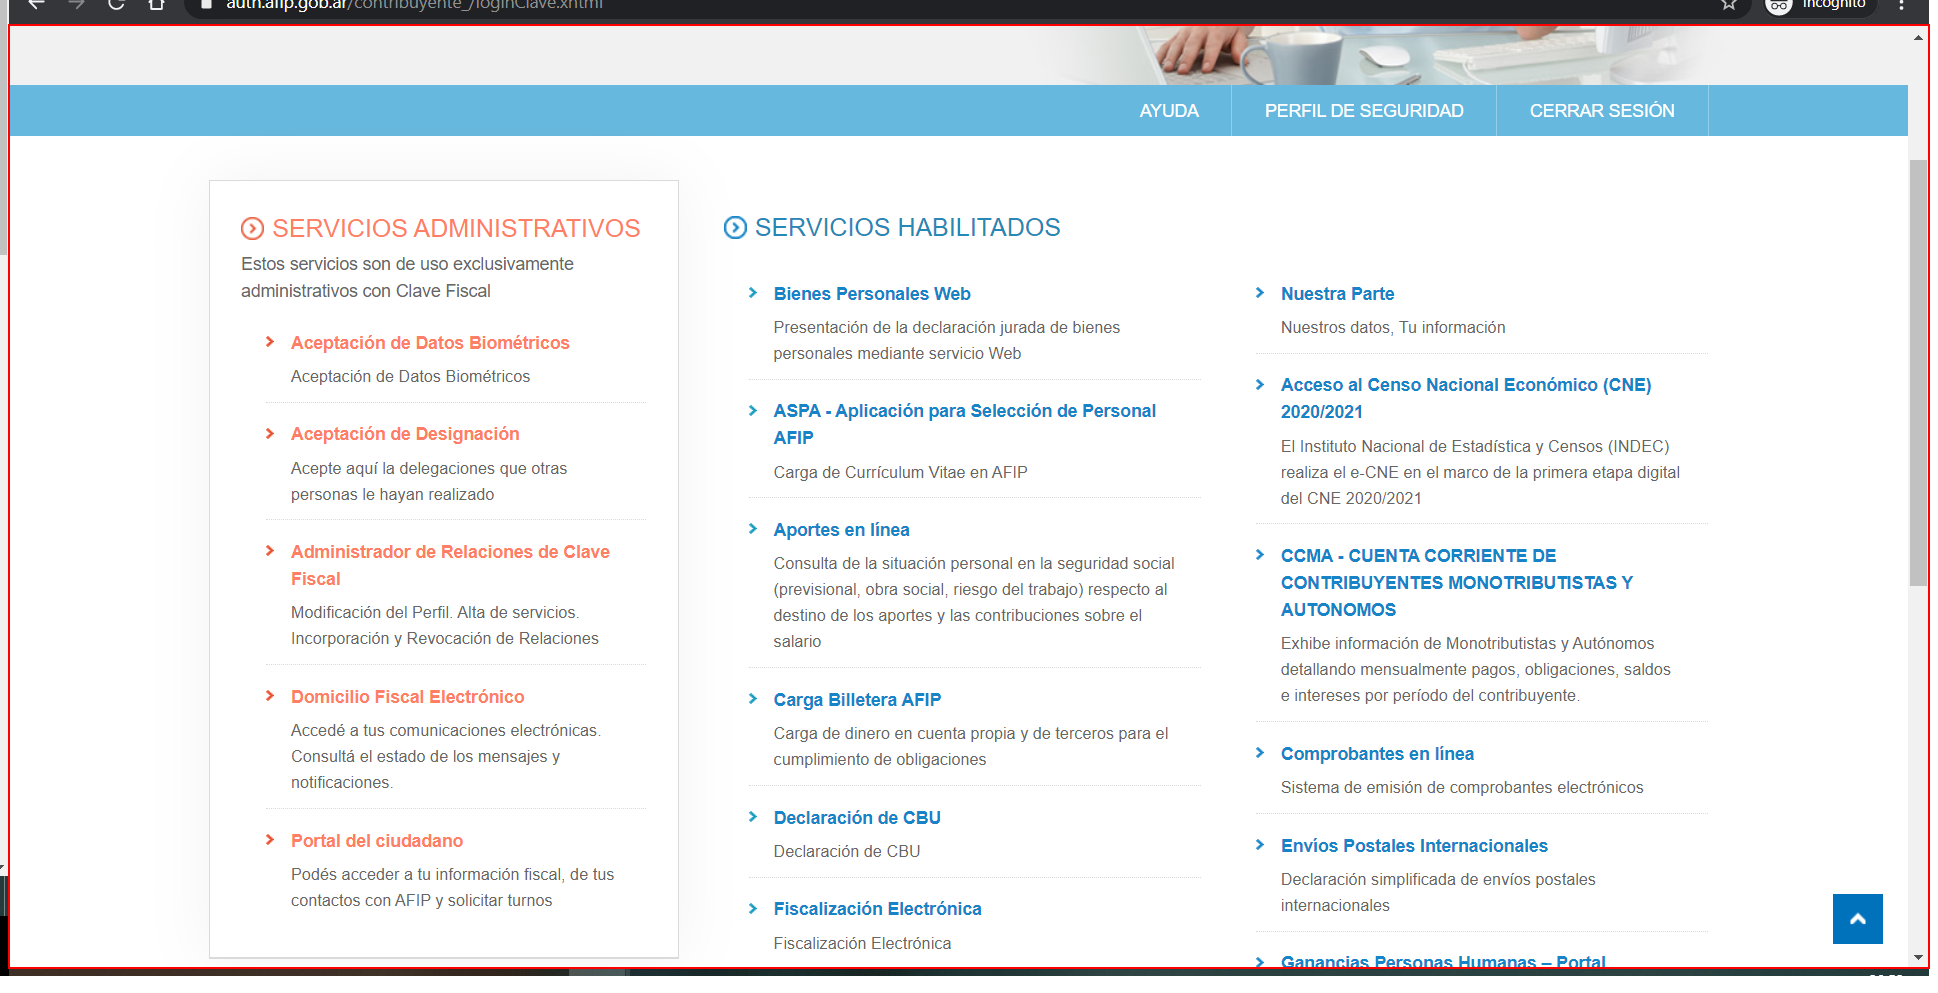 auth.afip.gob.ar/contribuyente_/loginClave.xhtml
Incognito
AYUDA
PERFIL DE SEGURIDAD
CERRAR SESIÓN
SERVICIOS ADMINISTRATIVOS
Estos servicios son de uso exclusivamente
administrativos con Clave Fiscal
Aceptación de Datos Biométricos
Aceptación de Datos Biométricos
Aceptación de Designación
Acepte aquí la delegaciones que otras
personas le hayan realizado
Administrador de Relaciones de Clave
Fiscal
Modificación del Perfil. Alta de servicios.
Incorporación y Revocación de Relaciones
Domicilio Fiscal Electrónico
Accedé a tus comunicaciones electrónicas.
Consultá el estado de los mensajes y
notificaciones.
Portal del ciudadano
Podés acceder a tu información fiscal, de tus
contactos con AFIP y solicitar turnos
SERVICIOS HABILITADOS
Bienes Personales Web
Presentación de la declaración jurada de bienes
personales mediante servicio Web
ASPA - Aplicación para Selección de Personal
AFIP
Carga de Currículum Vitae en AFIP
Aportes en línea
Consulta de la situación personal en la seguridad social
(previsional, obra social, riesgo del trabajo) respecto al
destino de los aportes y las contribuciones sobre el
salario
Carga Billetera AFIP
Carga de dinero en cuenta propia y de terceros para el
cumplimiento de obligaciones
Declaración de CBU
Declaración de CBU
Fiscalización Electrónica
Fiscalización Electrónica
Nuestra Parte
Nuestros datos, Tu información
Acceso al Censo Nacional Económico (CNE)
2020/2021
El Instituto Nacional de Estadística y Censos (INDEC)
realiza el e-CNE en el marco de la primera etapa digital
del CNE 2020/2021
CCMA - CUENTA CORRIENTE DE
CONTRIBUYENTES MONOTRIBUTISTAS Y
AUTONOMOS
Exhibe información de Monotributistas y Autónomos
detallando mensualmente pagos, obligaciones, saldos
e intereses por período del contribuyente.
Comprobantes en línea
Sistema de emisión de comprobantes electrónicos
Envíos Postales Internacionales
Declaración simplificada de envíos postales
internacionales
Ganancias Personas Humanas – Portal